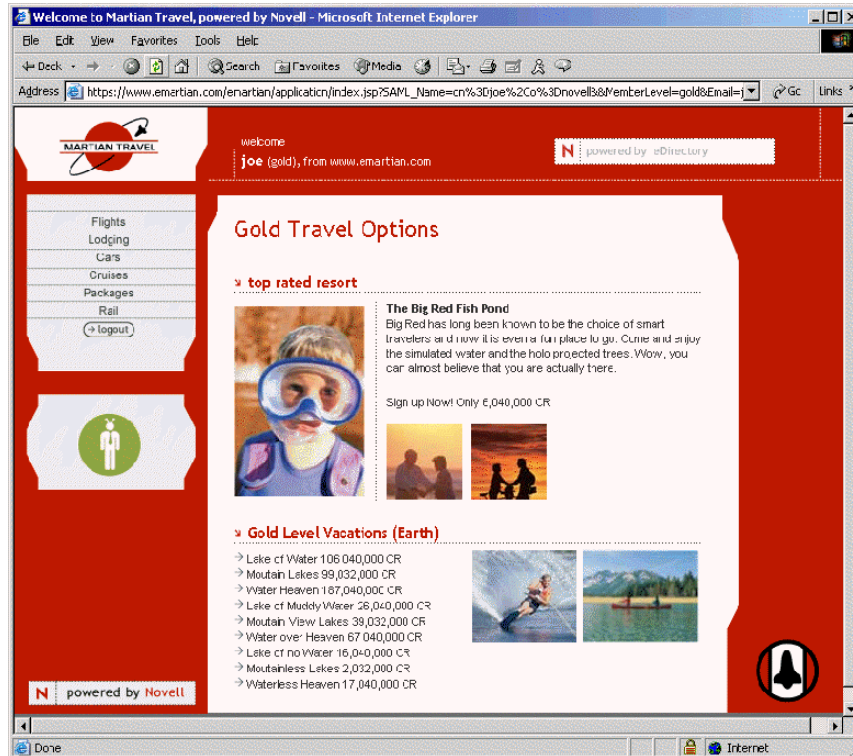 Welcome to Martian Travel, powered by Novell - Microsoft Internet Explorer
File Edit View Favorites Tools Help
Back Search Favorites Media
Address https://www.emartian.com/emartian/application/index.jsp?SAML_Name=cn%3Djoe%2Co%3Dnovell&MemberLevel=gold&Email=j Go Links
MARTIAN TRAVEL
welcome
joe (gold), from www.emartian.com
N powered by eDirectory
Flights
Lodging
Cars
Cruises
Packages
Rail
logout
Gold Travel Options
top rated resort
The Big Red Fish Pond
Big Red has long been known to be the choice of smart
travelers and now it is even a fun place to go. Come and enjoy
the simulated water and the holo projected trees. Wow, you
can almost believe that you are actually there.
Sign up Now! Only 6,040,000 CR
Gold Level Vacations (Earth)
Lake of Water 106 040,000 CR
Moutain Lakes 99,032,000 CR
Water Heaven 187,040,000 CR
Lake of Muddy Water 26,040,000 CR
Moutain View Lakes 39,032,000 CR
Water over Heaven 67 040,000 CR
Lake of no Water 16,040,000 CR
Moutainless Lakes 2,032,000 CR
Waterless Heaven 17,040,000 CR
N powered by Novell
Done Internet